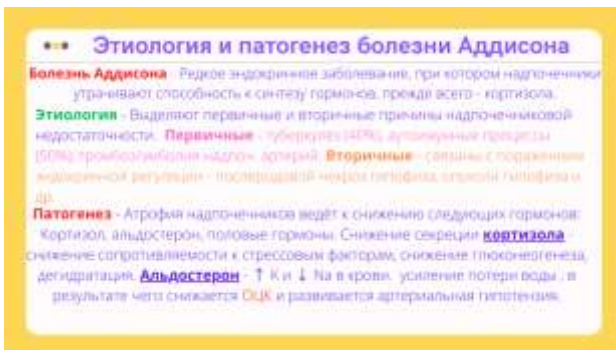 Этиология и патогенез болезни Аддисона
Болезнь Аддисона - Редкое эндокринное заболевание, при котором надпочечники
утрачивают способность к синтезу гормонов, прежде всего - кортизола.
Этиология - Выделяют первичные и вторичные причины надпочечниковой
недостаточности. Первичные - туберкулёз (40%), аутоимунные процессы
(50%), тромбоз/эмболия надпоч. артерий. Вторичные - связаны с поражением
эндокринной регуляции - послеродовой некроз гипофиза, опухоли гипофиза и
др.
Патогенез - Атрофия надпочечников ведёт к снижению следующих гормонов:
Кортизол, альдостерон, половые гормоны. Снижение секреции кортизола -
снижение сопротивляемости к стрессовым факторам, снижение глюконеогенеза,
дегидратация. Альдостерон - ↑ K и ↓ Na в крови, усиление потери воды , в
результате чего снижается ОЦК и развивается артериальная гипотензия.